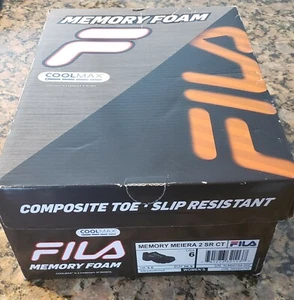 MEMORY FOAM
F
COOLMAX
FILA
COMPOSITE TOE · SLIP RESISTANT
COOLMAX
FILA
MEMORY FOAM
MEMORY MEIERA 2 SR CT
6
WOMEN'S
FILA